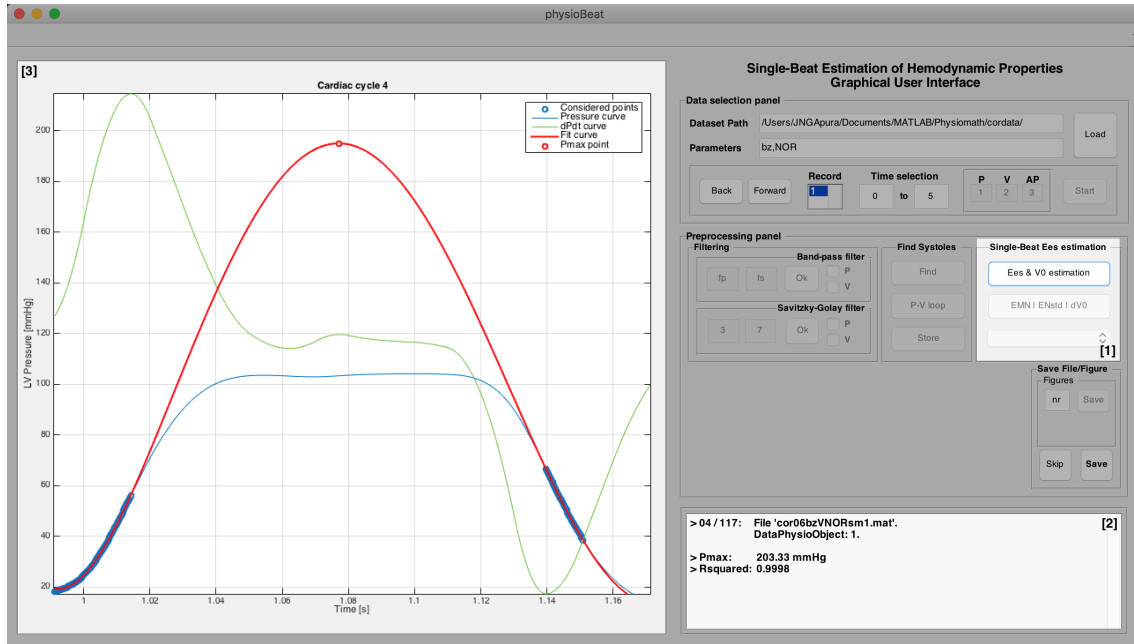 physioBeat
[3]
Cardiac cycle 4
Considered points
Pressure curve
dPdt curve
Fit curve
Pmax point
LV Pressure [mmHg]
200
180
160
140
120
100
80
60
40
20
1
1.02
1.04
1.06
1.08
1.1
1.12
1.14
1.16
Time [s]
Single-Beat Estimation of Hemodynamic Properties
Graphical User Interface
Data selection panel
Dataset Path /Users/JNGApura/Documents/MATLAB/Physiomath/cordata/
Load
Parameters bz,NOR
Back Forward
Record
1
Time selection
0 to 5
P V AP
1 2 3
Start
Preprocessing panel
Filtering
Band-pass filter
fp fs Ok P
V
Savitzky-Golay filter
3 7 Ok P
V
Find Systoles
Find
P-V loop
Store
Single-Beat Ees estimation
Ees & V0 estimation
EMN | ENstd | dV0
[1]
Save File/Figure
Figures
nr Save
Skip Save
> 04 / 117: File 'cor06bzVNORsm1.mat'. [2]
DataPhysioObject: 1.
> Pmax: 203.33 mmHg
> Rsquared: 0.9998